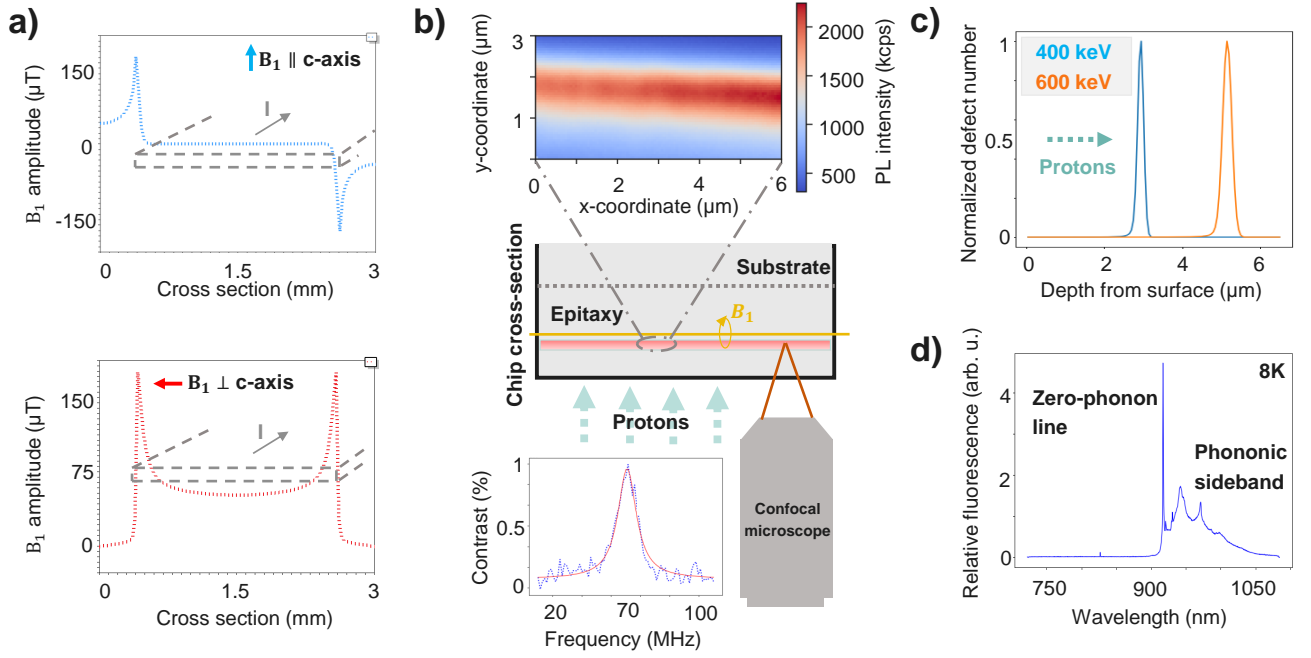 a)
B₁ amplitude (μT)
150
0
-150
B₁ ∥ c-axis
I
0
1.5
3
Cross section (mm)
B₁ amplitude (μT)
150
75
0
B₁ ⊥ c-axis
I
0
1.5
3
Cross section (mm)
b)
y-coordinate (μm)
3
2
1
0
2
4
6
x-coordinate (μm)
2000
1500
1000
500
PL intensity (kcps)
Chip cross-section
Substrate
Epitaxy
B₁
Protons
Contrast (%)
1
0.5
0
20
70
100
Frequency (MHz)
Confocal
microscope
c)
Normalized defect number
1
0.5
0
400 keV
600 keV
Protons
0
2
4
6
Depth from surface (μm)
d)
Relative fluorescence (arb. u.)
4
2
0
8K
Zero-phonon
line
Phononic
sideband
750
900
1050
Wavelength (nm)